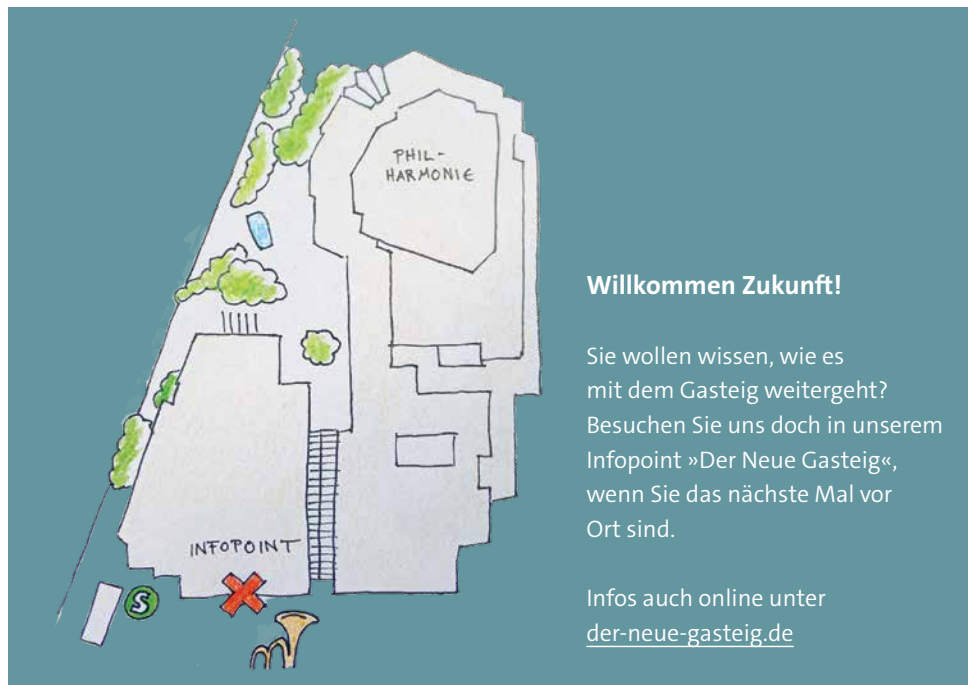 PHIL-
HARMONIE
Willkommen Zukunft!
Sie wollen wissen, wie es
mit dem Gasteig weitergeht?
Besuchen Sie uns doch in unserem
Infopoint »Der Neue Gasteig«,
wenn Sie das nächste Mal vor
Ort sind.
INFOPOINT
S
Infos auch online unter
der-neue-gasteig.de